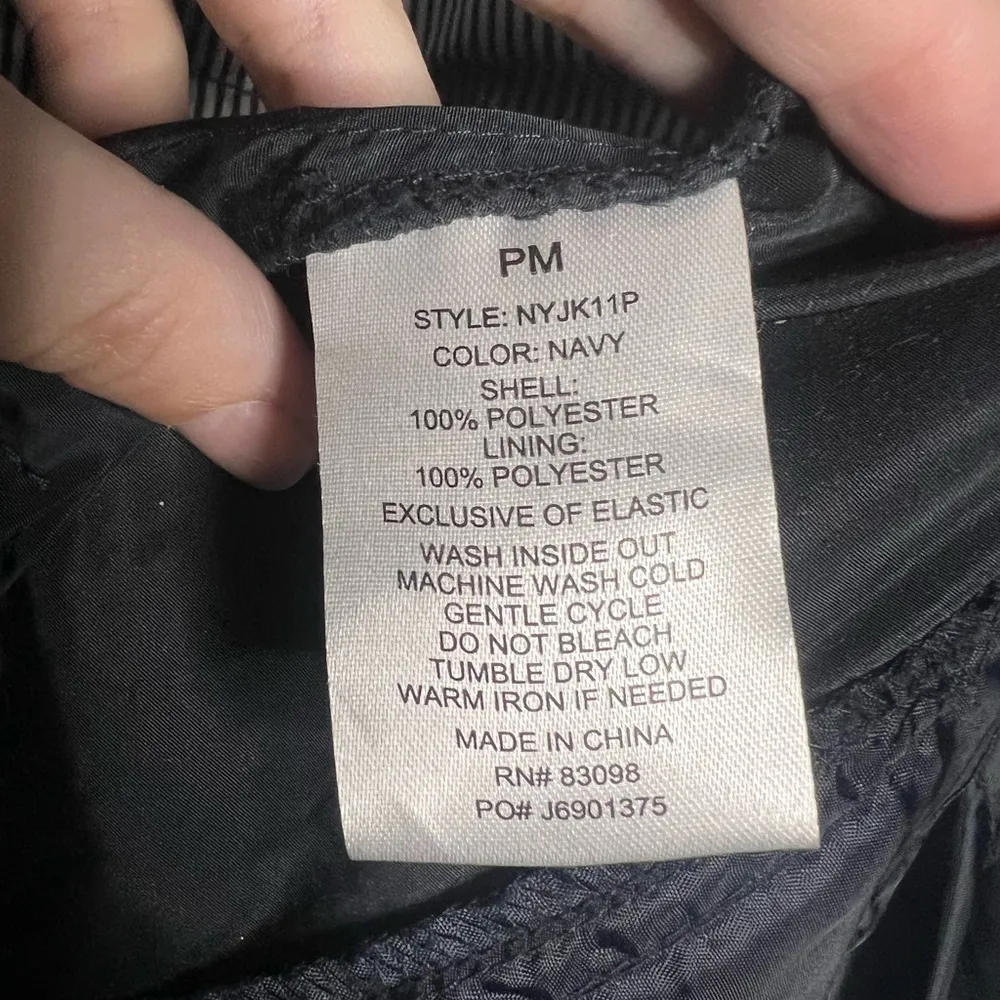 PM
STYLE: NYJK11P
COLOR: NAVY
SHELL:
100% POLYESTER
LINING:
100% POLYESTER
EXCLUSIVE OF ELASTIC
WASH INSIDE OUT
MACHINE WASH COLD
GENTLE CYCLE
DO NOT BLEACH
TUMBLE DRY LOW
WARM IRON IF NEEDED
MADE IN CHINA
RN# 83098
PO# J6901375